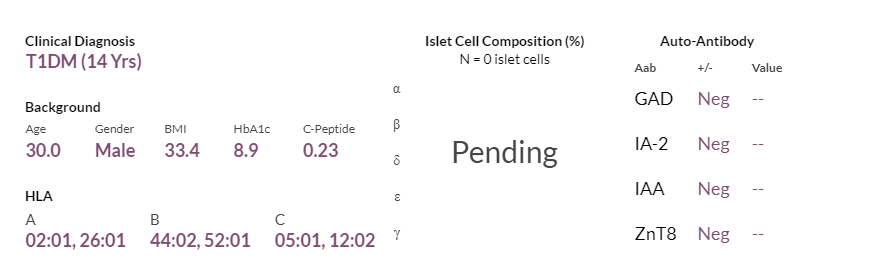 Clinical Diagnosis
T1DM (14 Yrs)
Background
Age Gender BMI HbA1c C-Peptide
30.0 Male 33.4 8.9 0.23
HLA
A B C
02:01, 26:01 44:02, 52:01 05:01, 12:02
Islet Cell Composition (%)
N = 0 islet cells
α
β
δ
ε
γ
Pending
Auto-Antibody
Aab +/- Value
GAD Neg --
IA-2 Neg --
IAA Neg --
ZnT8 Neg --